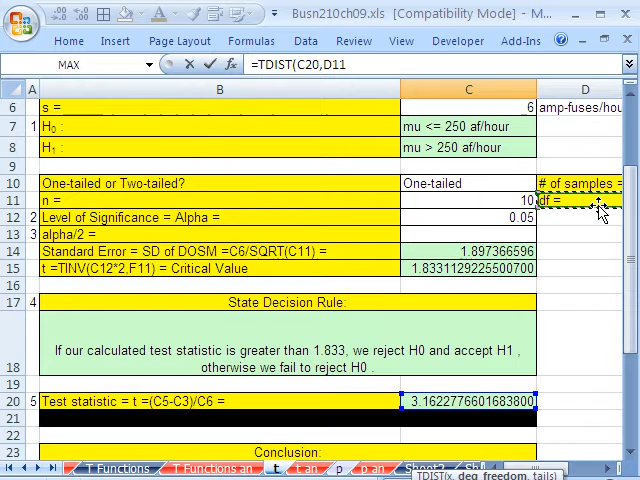 Busn210ch09.xls [Compatibility Mode] - M...
Home Insert Page Layout Formulas Data Review View Developer Add-Ins
MAX =TDIST(C20,D11
A B C D
6 s = 6 amp-fuses/hou
7 1 H0 : mu <= 250 af/hour
8 H1 : mu > 250 af/hour
9
10 One-tailed or Two-tailed? One-tailed # of samples =
11 n = 10 df =
12 2 Level of Significance = Alpha = 0.05
13 3 alpha/2 =
14 Standard Error = SD of DOSM =C6/SQRT(C11) = 1.897366596
15 t =TINV(C12*2,F11) = Critical Value 1.8331129225500700
16
17 4 State Decision Rule:
If our calculated test statistic is greater than 1.833, we reject H0 and accept H1 ,
18 otherwise we fail to reject H0 .
19
20 5 Test statistic = t =(C5-C3)/C6 = 3.1622776601683800
21
22
23 Conclusion:
T Functions T Functions an t t an p p an Sheet2 Sh
TDIST(x, deg_freedom, tails)